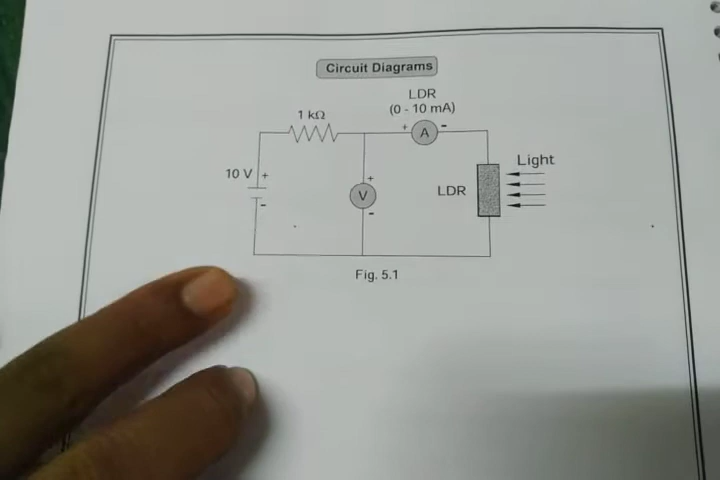 Circuit Diagrams
LDR
(0 - 10 mA)
1 kΩ
+ A -
Light
10 V +
-
+
V
-
LDR
Fig. 5.1